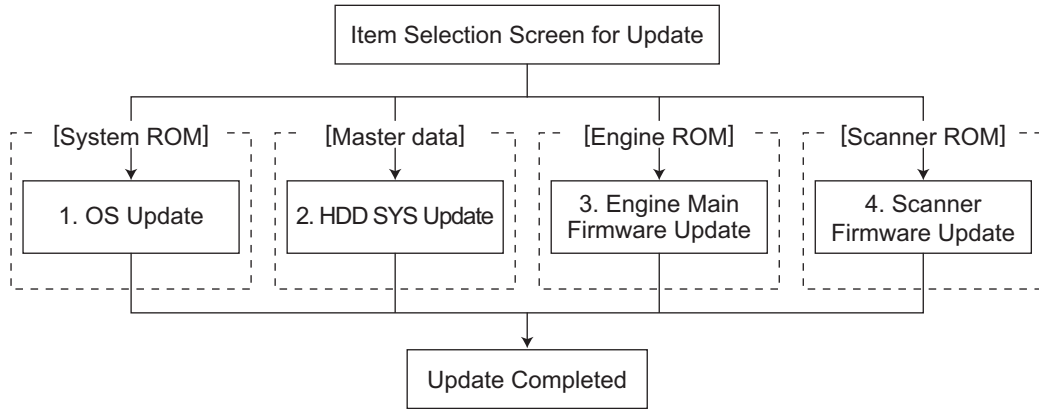 Item Selection Screen for Update
[System ROM]
[Master data]
[Engine ROM]
[Scanner ROM]
1. OS Update
2. HDD SYS Update
3. Engine Main
Firmware Update
4. Scanner
Firmware Update
Update Completed